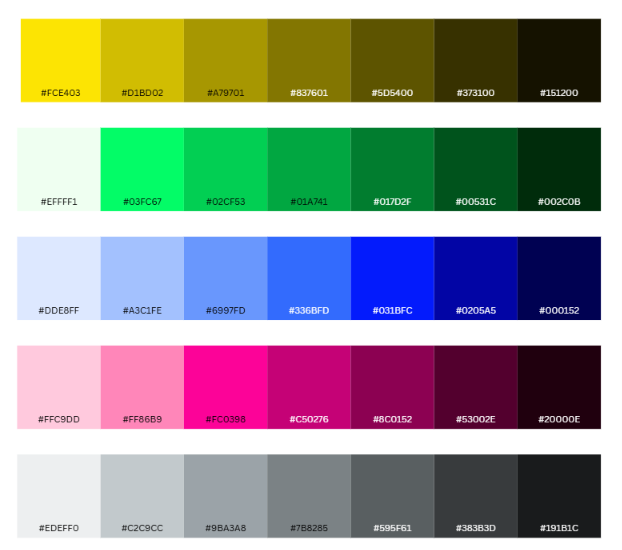 #FCE403 #D1BD02 #A79701 #837601 #5D5400 #373100 #151200
#EFFFF1 #03FC67 #02CF53 #01A741 #017D2F #00531C #002C0B
#DDE8FF #A3C1FE #6997FD #336BFD #031BFC #0205A5 #000152
#FFC9DD #FF86B9 #FC0398 #C50276 #8C0152 #53002E #20000E
#EDEFF0 #C2C9CC #9BA3A8 #7B8285 #595F61 #383B3D #191B1C